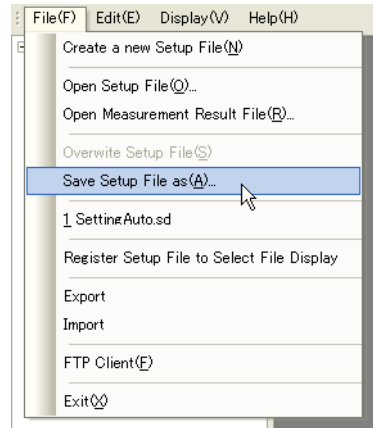 File(F) Edit(E) Display(V) Help(H)
Create a new Setup File(N)
Open Setup File(O)...
Open Measurement Result File(R)...
Overwite Setup File(S)
Save Setup File as(A)...
1 SettingAuto.sd
Register Setup File to Select File Display
Export
Import
FTP Client(F)
Exit(X)